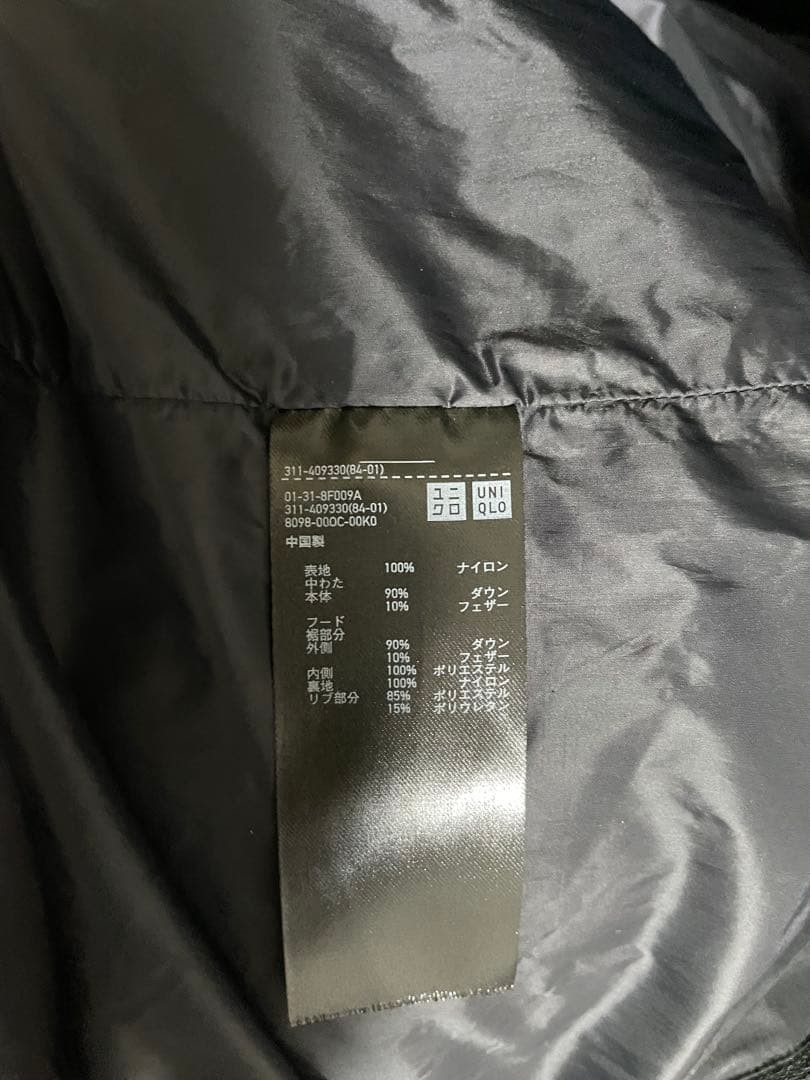 311-409330(84-01)
01-31-8F009A
311-409330(84-01)
8098-000C-00K0
ユニ
クロ
UNI
QLO
中国製
表地 100% ナイロン
中わた
本体 90% ダウン
10% フェザー
フード
裾部分
外側 90% ダウン
10% フェザー
内側 100% ポリエステル
裏地 100% ナイロン
リブ部分 85% ポリエステル
15% ポリウレタン